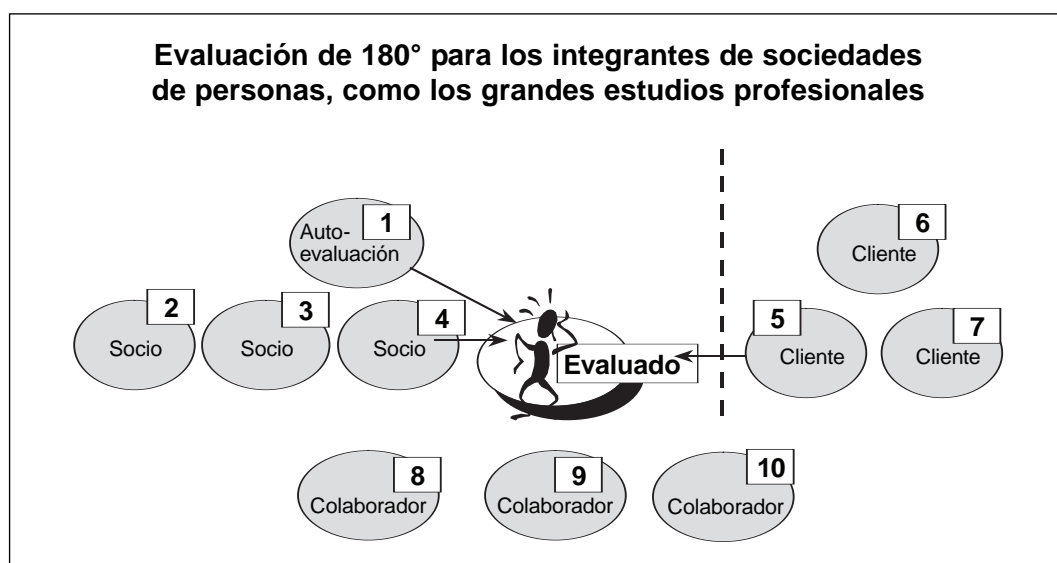 Evaluación de 180° para los integrantes de sociedades
de personas, como los grandes estudios profesionales
1
Auto-
evaluación
2
Socio
3
Socio
4
Socio
Evaluado
5
Cliente
6
Cliente
7
Cliente
8
Colaborador
9
Colaborador
10
Colaborador